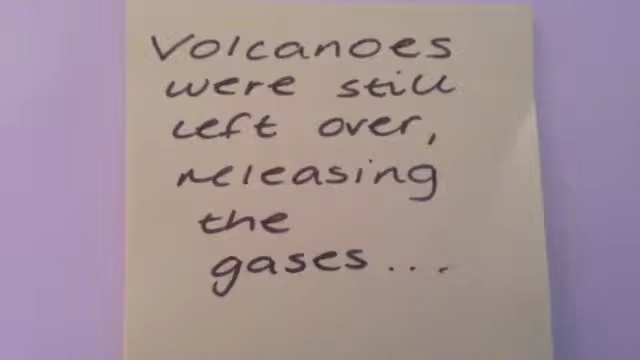 Volcanoes
were still
left over,
releasing
the
gases...